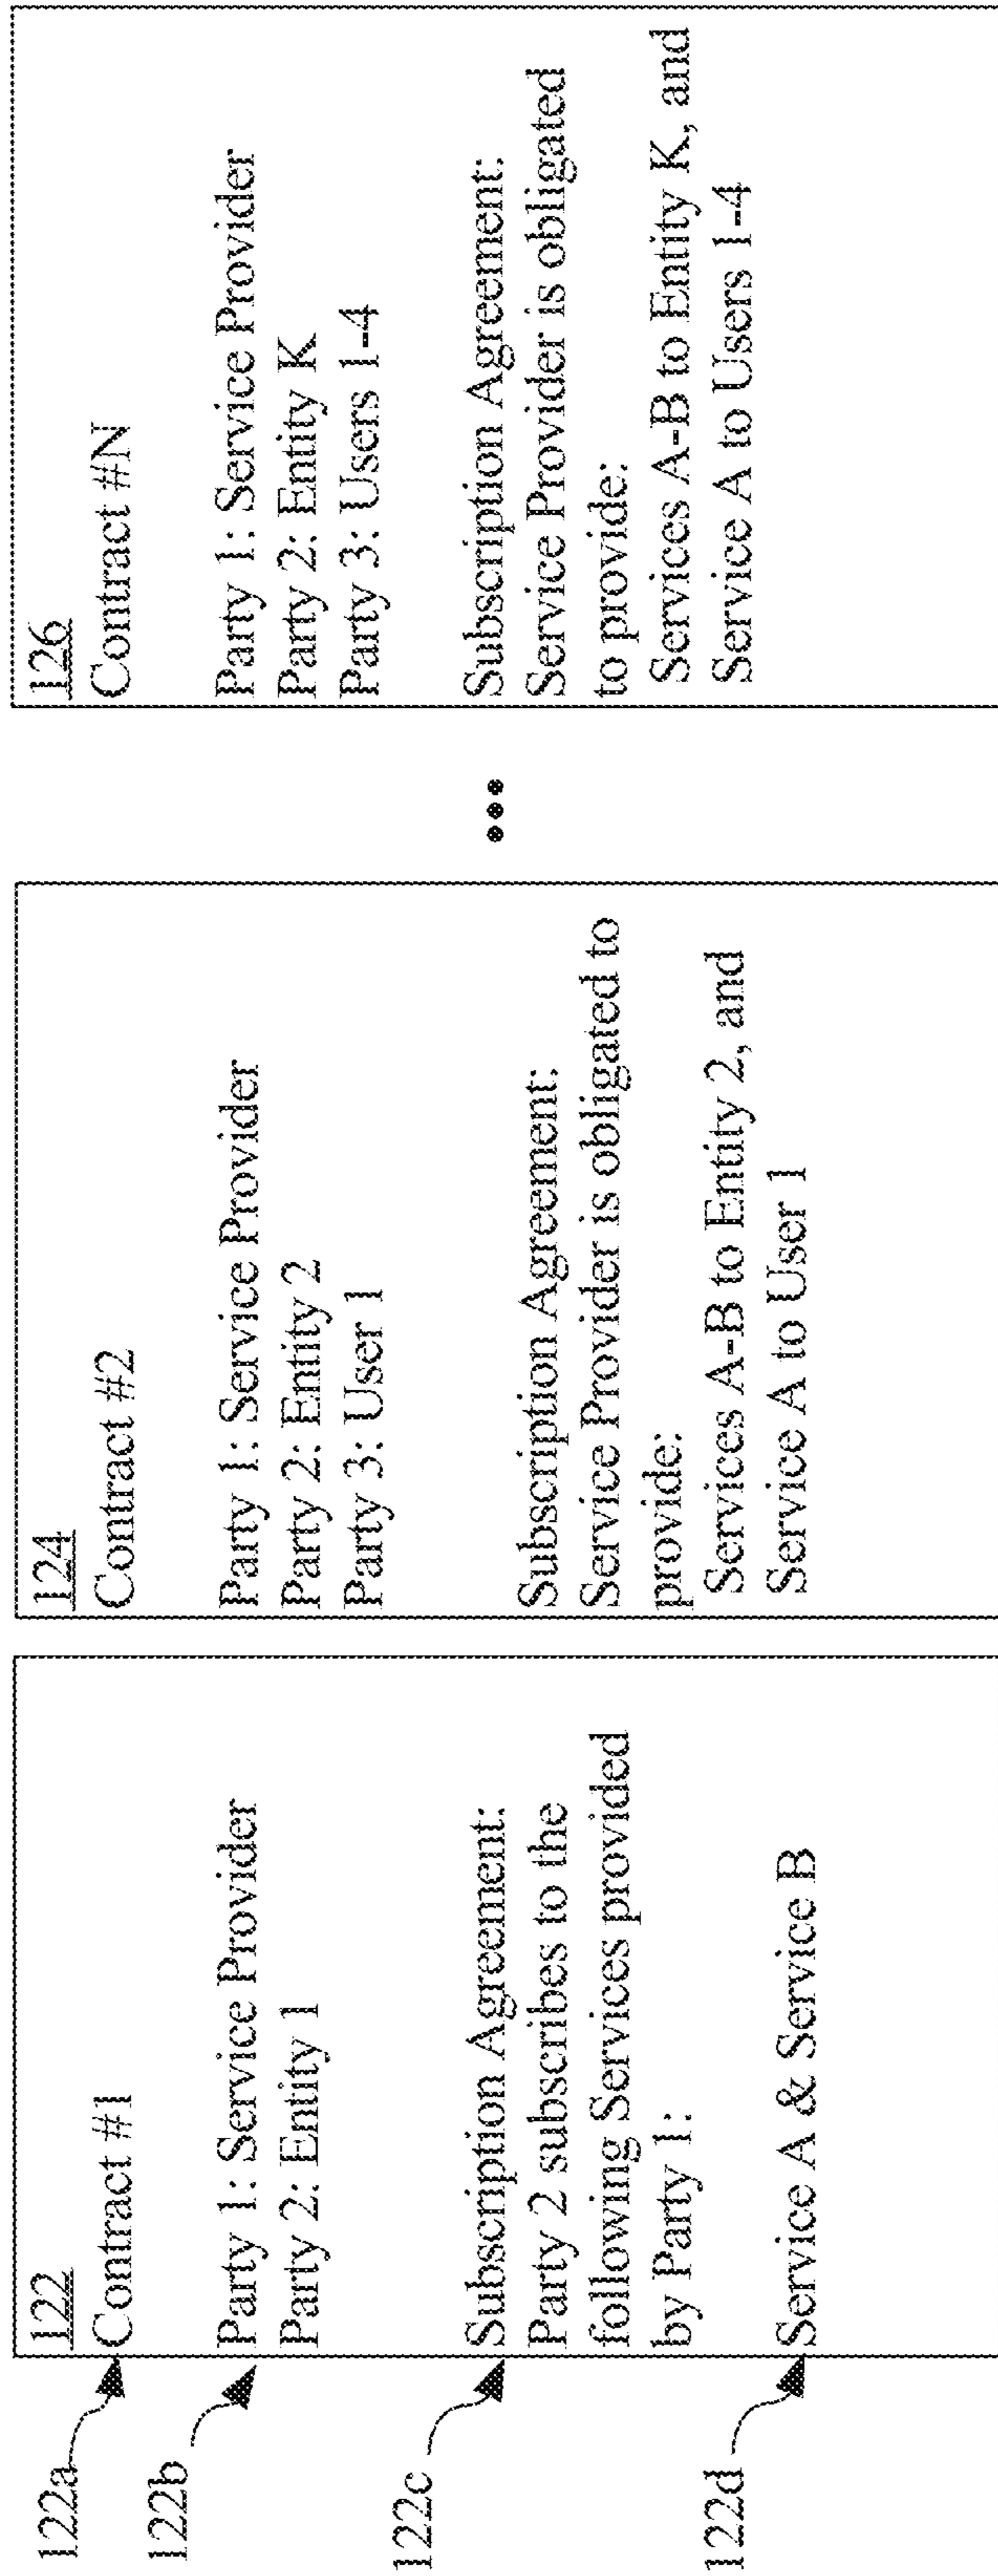 122a
122b
122c
122d
122
Contract #1
Party 1: Service Provider
Party 2: Entity 1
Subscription Agreement:
Party 2 subscribes to the
following Services provided
by Party 1:
Service A & Service B
124
Contract #2
Party 1: Service Provider
Party 2: Entity 2
Party 3: User 1
Subscription Agreement:
Service Provider is obligated to
provide:
Services A-B to Entity 2, and
Service A to User 1
126
Contract #N
Party 1: Service Provider
Party 2: Entity K
Party 3: Users 1-4
Subscription Agreement:
Service Provider is obligated
to provide:
Services A-B to Entity K, and
Service A to Users 1-4